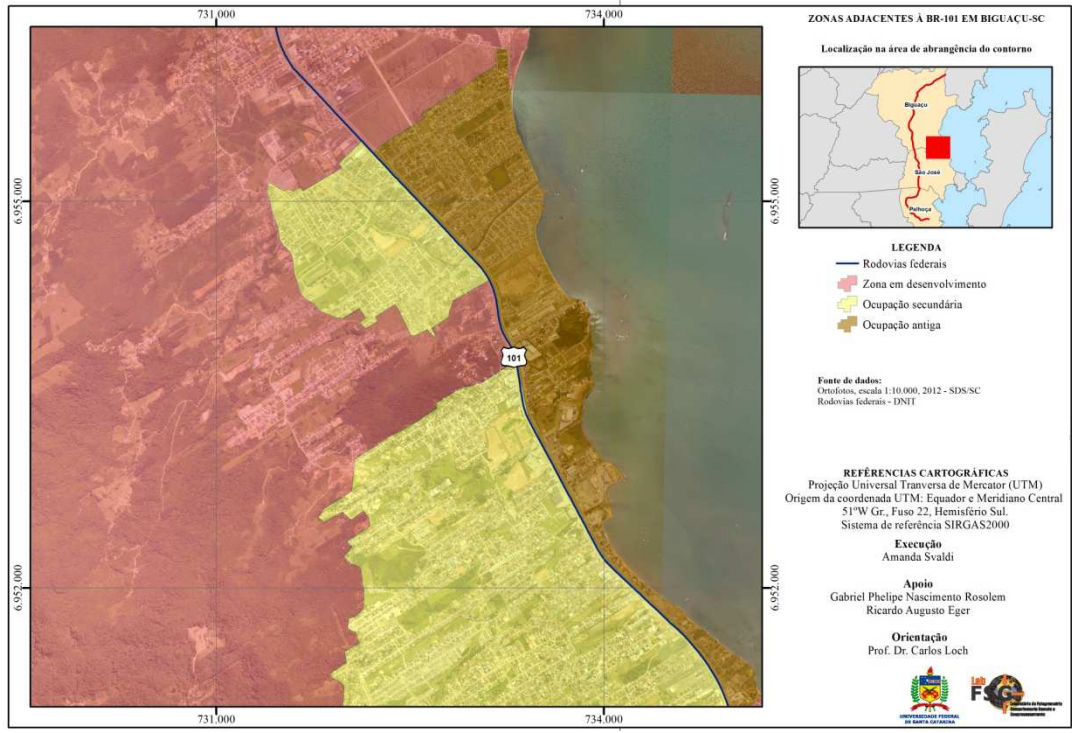 731.000
734.000
6.955.000
6.955.000
101
6.952.000
6.952.000
731.000
734.000
ZONAS ADJACENTES À BR-101 EM BIGUAÇU-SC
Localização na área de abrangência do contorno
Biguaçu
São José
Palhoça
LEGENDA
Rodovias federais
Zona em desenvolvimento
Ocupação secundária
Ocupação antiga
Fonte de dados:
Ortofotos, escala 1:10.000, 2012 - SDS/SC
Rodovias federais - DNIT
REFÊRENCIAS CARTOGRÁFICAS
Projeção Universal Tranversa de Mercator (UTM)
Origem da coordenada UTM: Equador e Meridiano Central
51ºW Gr., Fuso 22, Hemisfério Sul.
Sistema de referência SIRGAS2000
Execução
Amanda Svaldi
Apoio
Gabriel Phelipe Nascimento Rosolem
Ricardo Augusto Eger
Orientação
Prof. Dr. Carlos Loch
UNIVERSIDADE FEDERAL
DE SANTA CATARINA
Lab
FSG